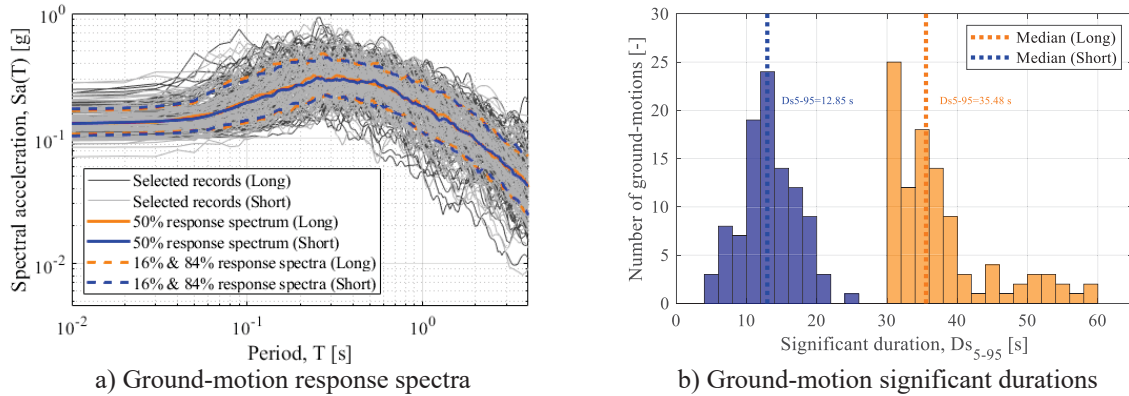 10^0
10^-1
10^-2
Spectral acceleration, Sa(T) [g]
Selected records (Long)
Selected records (Short)
50% response spectrum (Long)
50% response spectrum (Short)
16% & 84% response spectra (Long)
16% & 84% response spectra (Short)
10^-2 10^-1 10^0
Period, T [s]
a) Ground-motion response spectra
30
25
20
15
10
5
0
Number of ground-motions [-]
Median (Long)
Median (Short)
Ds5-95=12.85 s
Ds5-95=35.48 s
0 10 20 30 40 50 60
Significant duration, Ds5-95 [s]
b) Ground-motion significant durations